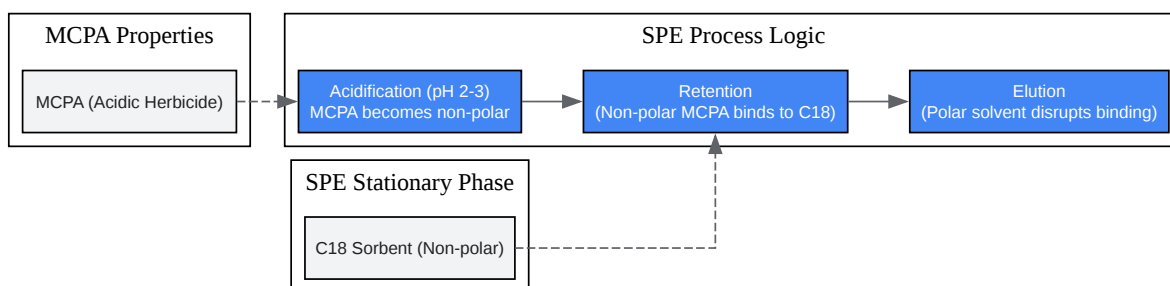 MCPA Properties
MCPA (Acidic Herbicide)
SPE Process Logic
Acidification (pH 2-3)
MCPA becomes non-polar
Retention
(Non-polar MCPA binds to C18)
Elution
(Polar solvent disrupts binding)
SPE Stationary Phase
C18 Sorbent (Non-polar)